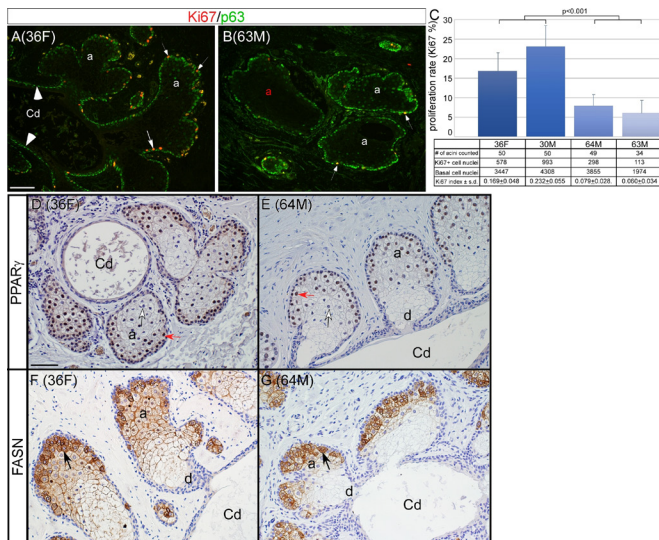 Ki67/p63
A(36F)
a
a
Cd
B(63M)
a
a
a
C
p<0.001
proliferation rate (Ki67 %)
30
25
20
15
10
5
36F 30M 64M 63M
# of acini counted 50 50 49 34
Ki67+ cell nuclei 578 993 298 113
Basal cell nuclei 3447 4308 3855 1974
Ki67 index ± s.d. 0.169±0.048 0.232±0.055 0.079±0.028. 0.060±0.034
PPARγ
D (36F)
Cd
a
E (64M)
a
d
Cd
FASN
F (36F)
a
d
Cd
G (64M)
a
d
Cd